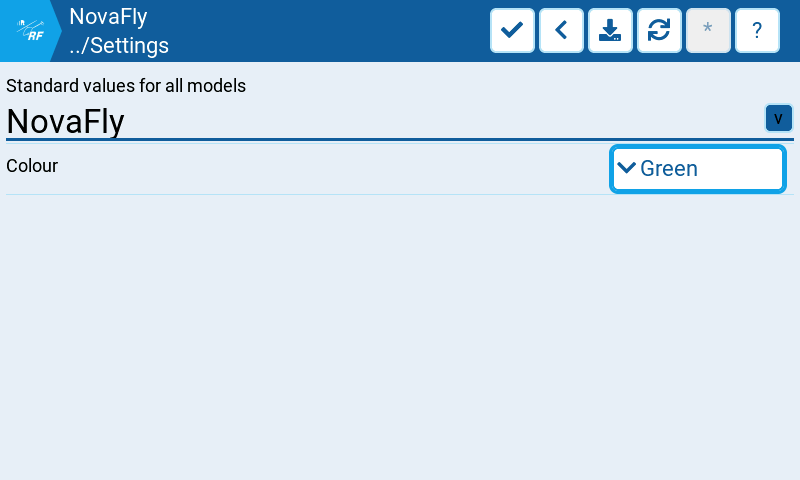 NovaFly
../Settings
RF
*
?
Standard values for all models
NovaFly
v
Colour
Green